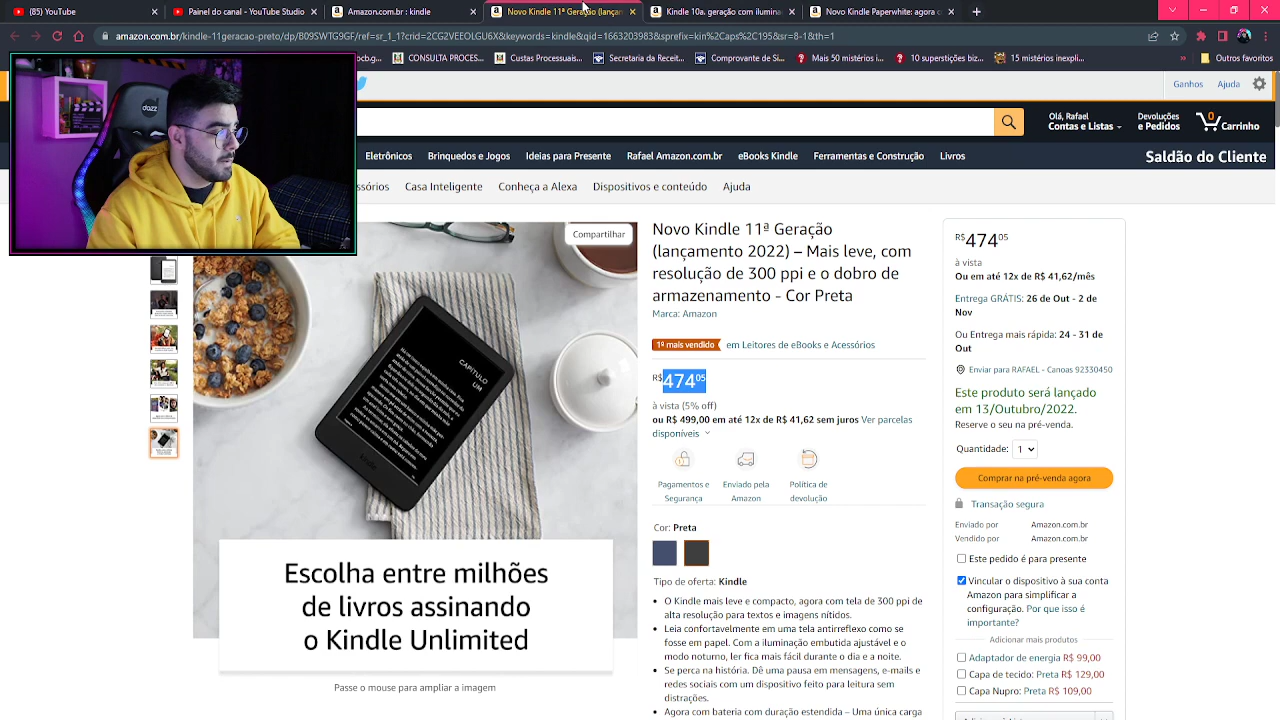 (85) YouTube
Painel do canal - YouTube Studio
Amazon.com.br : kindle
Novo Kindle 11ª Geração (lançan
Kindle 10a. geração com ilumina
Novo Kindle Paperwhite: agora c
amazon.com.br/kindle-11geracao-preto/dp/B09SWTG9GF/ref=sr_1_1?crid=2CG2VEEOLGU6X&keywords=kindle&qid=1663203983&sprefix=kin%2Caps%2C195&sr=8-1&th=1
ocb.g...
CONSULTA PROCES...
Custas Processuais...
Secretaria da Receit...
Comprovante de Si...
Mais 50 mistérios i...
10 superstições biz...
15 mistérios inexpli...
Outros favoritos
Ganhos
Ajuda
dazz
Olá, Rafael
Contas e Listas
Devoluções
e Pedidos
0
Carrinho
Eletrônicos
Brinquedos e Jogos
Ideias para Presente
Rafael Amazon.com.br
eBooks Kindle
Ferramentas e Construção
Livros
Saldão do Cliente
ssórios
Casa Inteligente
Conheça a Alexa
Dispositivos e conteúdo
Ajuda
Compartilhar
CAPÍTULO
UM
kindle
Escolha entre milhões
de livros assinando
o Kindle Unlimited
Passe o mouse para ampliar a imagem
Novo Kindle 11ª Geração
(lançamento 2022) – Mais leve, com
resolução de 300 ppi e o dobro de
armazenamento - Cor Preta
Marca: Amazon
1º mais vendido
em Leitores de eBooks e Acessórios
R$47405
à vista (5% off)
ou R$ 499,00 em até 12x de R$ 41,62 sem juros Ver parcelas
disponíveis
Pagamentos e
Segurança
Enviado pela
Amazon
Política de
devolução
Cor: Preta
Tipo de oferta: Kindle
• O Kindle mais leve e compacto, agora com tela de 300 ppi de
alta resolução para textos e imagens nítidos.
• Leia confortavelmente em uma tela antirreflexo como se
fosse em papel. Com a iluminação embutida ajustável e o
modo noturno, ler fica mais fácil durante o dia e a noite.
• Se perca na história. Dê uma pausa em mensagens, e-mails e
redes sociais com um dispositivo feito para leitura sem
distrações.
• Agora com bateria com duração estendida – Uma única carga
R$47405
à vista
Ou em até 12x de R$ 41,62/mês
Entrega GRÁTIS: 26 de Out - 2 de
Nov
Ou Entrega mais rápida: 24 - 31 de
Out
Enviar para RAFAEL - Canoas 92330450
Este produto será lançado
em 13/Outubro/2022.
Reserve o seu na pré-venda.
Quantidade: 1
Comprar na pré-venda agora
Transação segura
Enviado por Amazon.com.br
Vendido por Amazon.com.br
Este pedido é para presente
Vincular o dispositivo à sua conta
Amazon para simplificar a
configuração. Por que isso é
importante?
Adicionar mais produtos
Adaptador de energia R$ 99,00
Capa de tecido: Preta R$ 129,00
Capa Nupro: Preta R$ 109,00